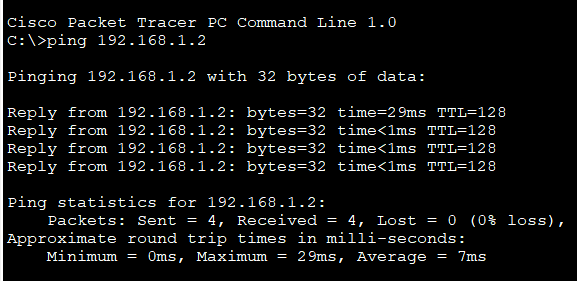 Cisco Packet Tracer PC Command Line 1.0
C:\>ping 192.168.1.2
Pinging 192.168.1.2 with 32 bytes of data:
Reply from 192.168.1.2: bytes=32 time=29ms TTL=128
Reply from 192.168.1.2: bytes=32 time<1ms TTL=128
Reply from 192.168.1.2: bytes=32 time<1ms TTL=128
Reply from 192.168.1.2: bytes=32 time<1ms TTL=128
Ping statistics for 192.168.1.2:
    Packets: Sent = 4, Received = 4, Lost = 0 (0% loss),
Approximate round trip times in milli-seconds:
    Minimum = 0ms, Maximum = 29ms, Average = 7ms